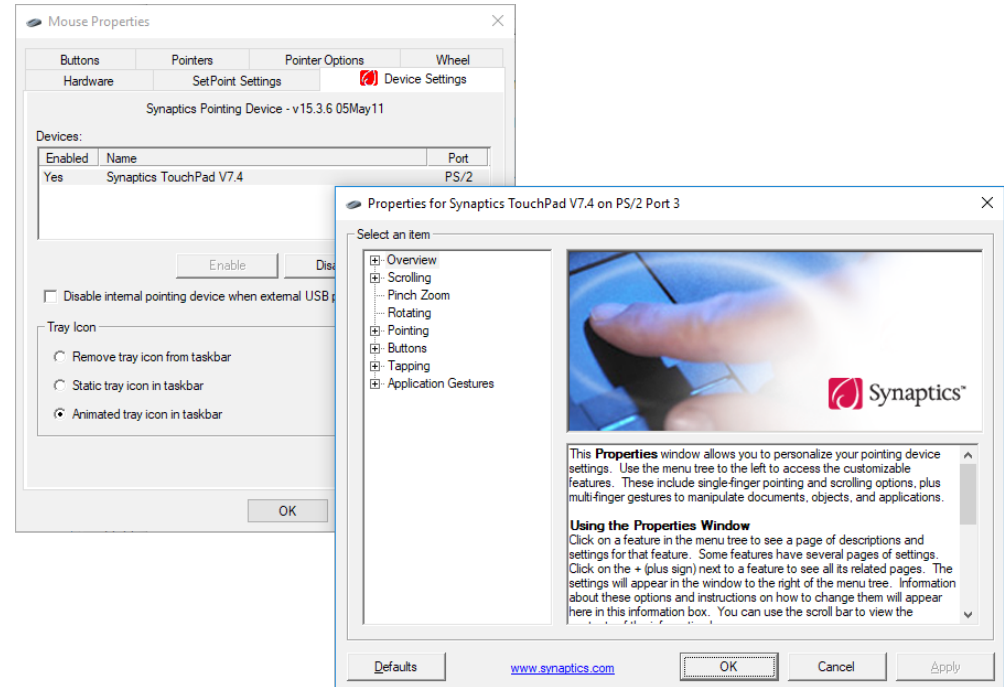 Mouse Properties
Buttons Pointers Pointer Options Wheel
Hardware SetPoint Settings Device Settings
Synaptics Pointing Device - v15.3.6 05May11
Devices:
Enabled Name Port
Yes Synaptics TouchPad V7.4 PS/2
Enable
Disable internal pointing device when external USB
Tray Icon
Remove tray icon from taskbar
Static tray icon in taskbar
Animated tray icon in taskbar
OK
Properties for Synaptics TouchPad V7.4 on PS/2 Port 3
Select an item
Overview
Scrolling
Pinch Zoom
Rotating
Pointing
Buttons
Tapping
Application Gestures
Synaptics™
This Properties window allows you to personalize your pointing device
settings. Use the menu tree to the left to access the customizable
features. These include single-finger pointing and scrolling options, plus
multi-finger gestures to manipulate documents, objects, and applications.
Using the Properties Window
Click on a feature in the menu tree to see a page of descriptions and
settings for that feature. Some features have several pages of settings.
Click on the + (plus sign) next to a feature to see all its related pages. The
settings will appear in the window to the right of the menu tree. Information
about these options and instructions on how to change them will appear
here in this information box. You can use the scroll bar to view the
Defaults www.synaptics.com OK Cancel Apply